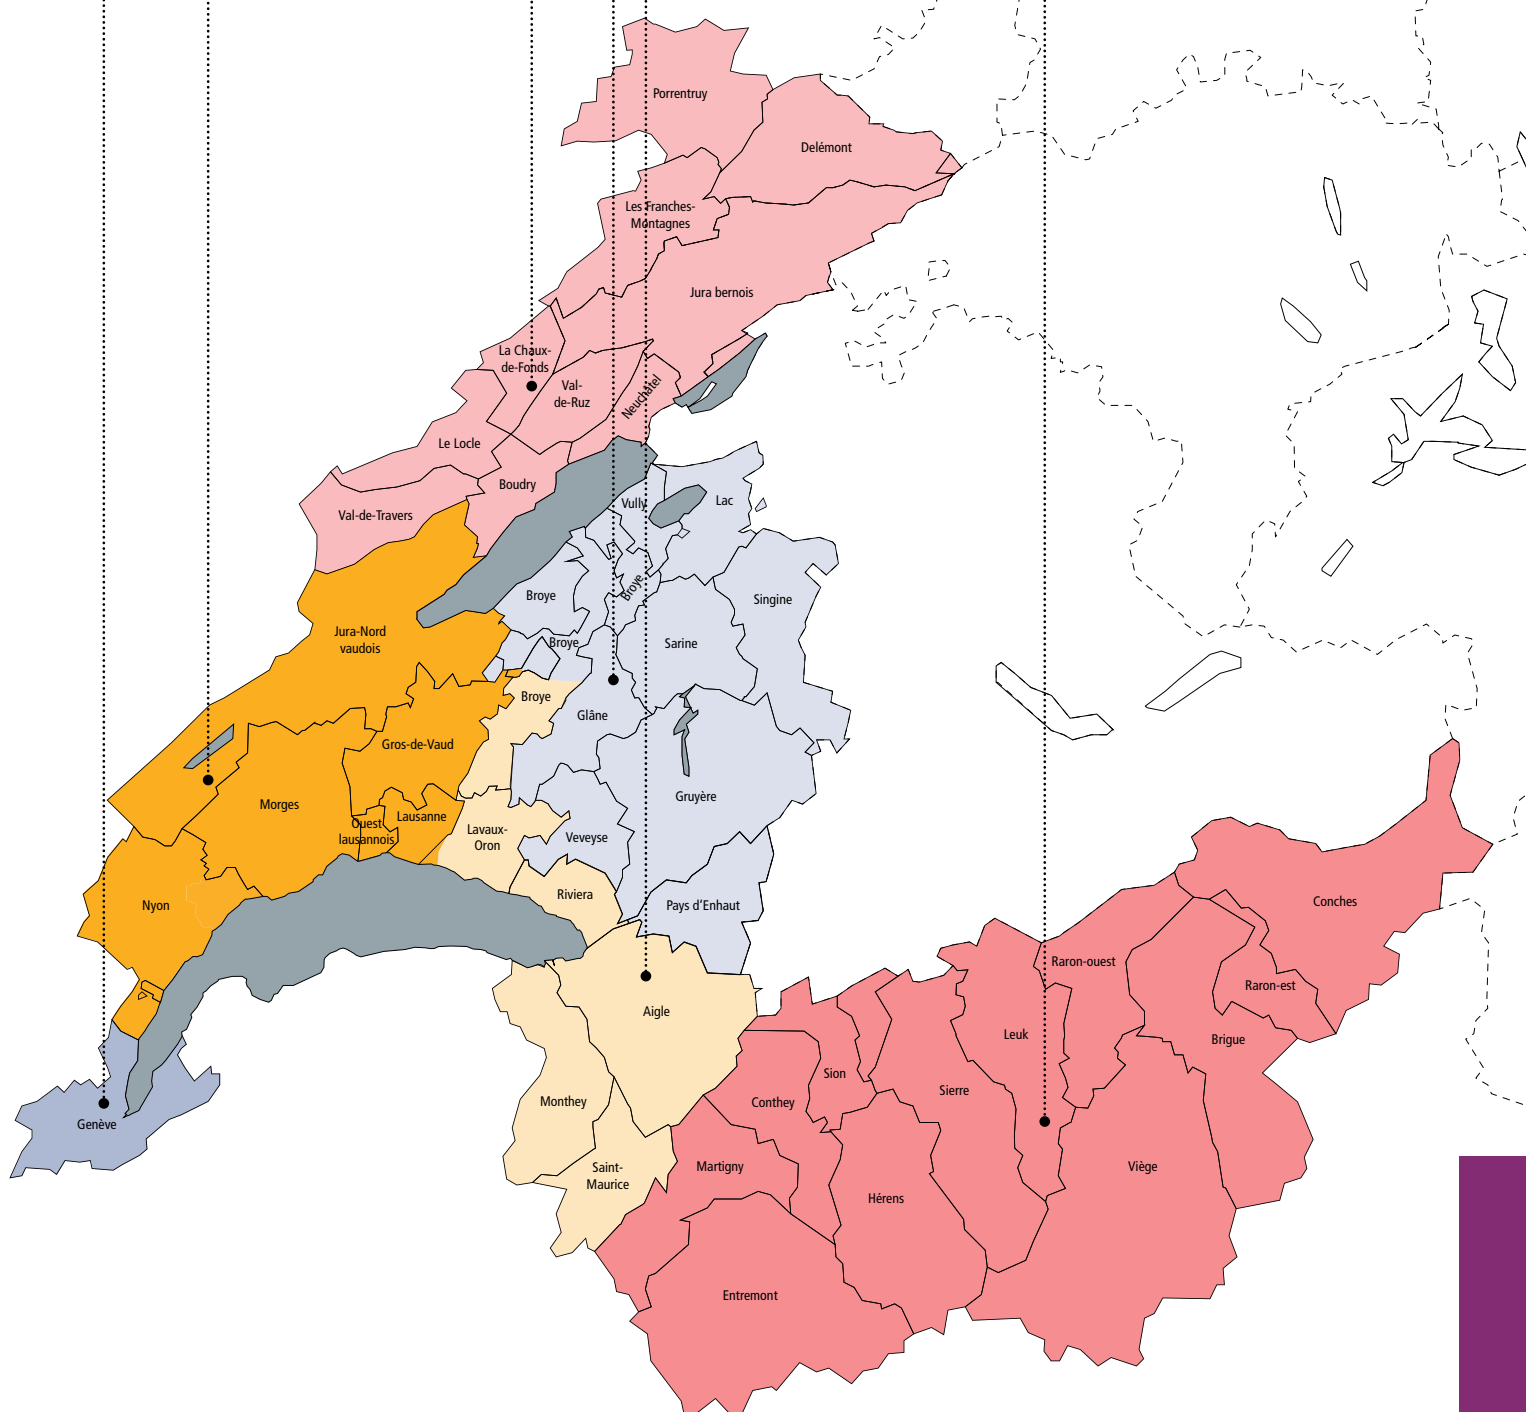 Porrentruy
Delémont
Les Franches-
Montagnes
Jura bernois
La Chaux-
de-Fonds
Val-
de-Ruz
Neuchâtel
Le Locle
Boudry
Val-de-Travers
Vully
Lac
Broye
Broye
Singine
Jura-Nord
vaudois
Broye
Sarine
Broye
Glâne
Gros-de-Vaud
Gruyère
Morges
Lausanne
Ouest
lausannois
Lavaux-
Oron
Veveyse
Riviera
Nyon
Pays d’Enhaut
Conches
Raron-ouest
Raron-est
Aigle
Leuk
Brigue
Sion
Sierre
Monthey
Conthey
Genève
Martigny
Viège
Saint-
Maurice
Hérens
Entremont